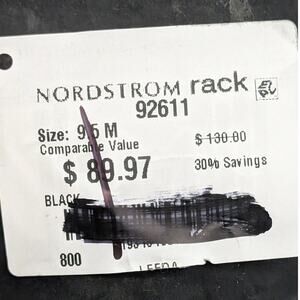 NORDSTROM rack
92611
Size: 9.5 M
Comparable Value
$ 130.00
$ 89.97
30% Savings
BLACK
800